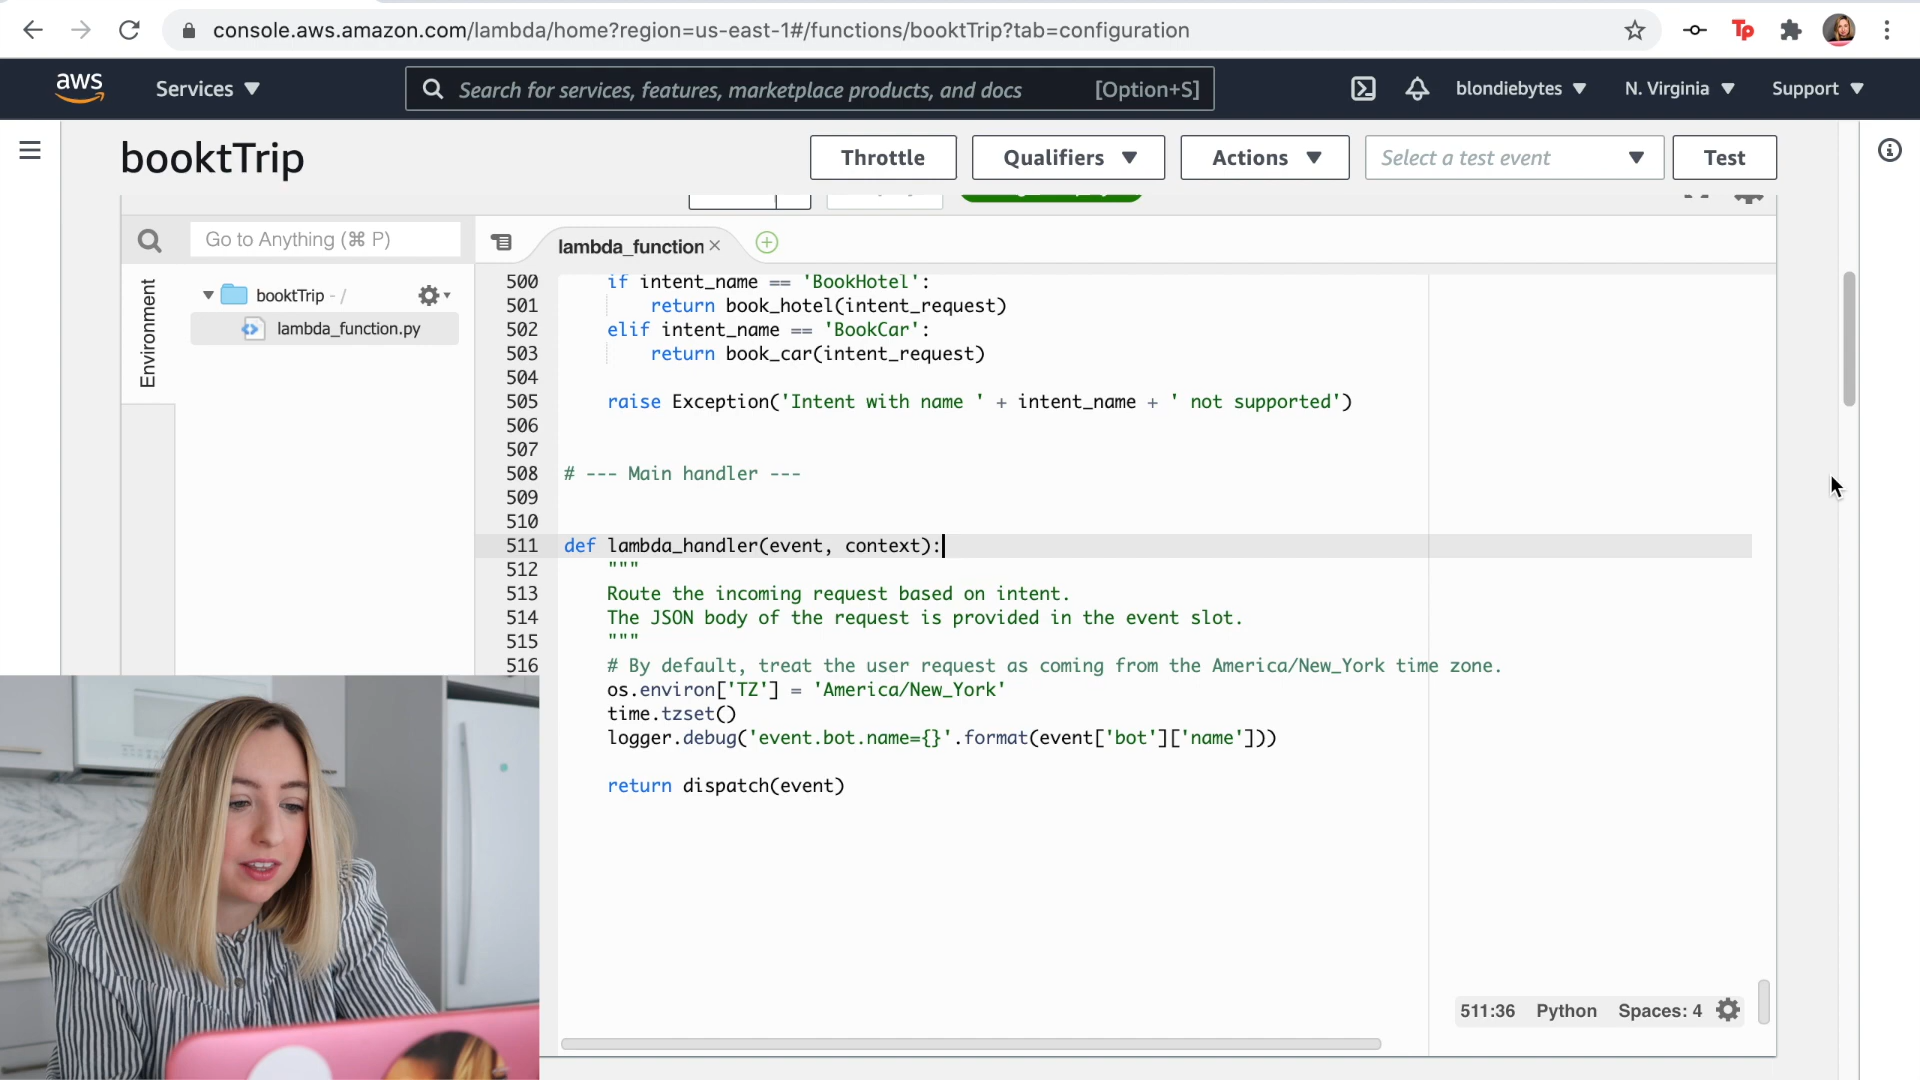 console.aws.amazon.com/lambda/home?region=us-east-1#/functions/booktTrip?tab=configuration
Tp
aws
Services
Search for services, features, marketplace products, and docs
[Option+S]
blondiebytes
N. Virginia
Support
booktTrip
Throttle
Qualifiers
Actions
Select a test event
Test
Go to Anything (⌘ P)
lambda_function
Environment
booktTrip - /
lambda_function.py
500 if intent_name == 'BookHotel':
501 return book_hotel(intent_request)
502 elif intent_name == 'BookCar':
503 return book_car(intent_request)
504
505 raise Exception('Intent with name ' + intent_name + ' not supported')
506
507
508 # --- Main handler ---
509
510
511 def lambda_handler(event, context):
512 """
513 Route the incoming request based on intent.
514 The JSON body of the request is provided in the event slot.
515 """
516 # By default, treat the user request as coming from the America/New_York time zone.
os.environ['TZ'] = 'America/New_York'
time.tzset()
logger.debug('event.bot.name={}'.format(event['bot']['name']))
return dispatch(event)
511:36 Python Spaces: 4